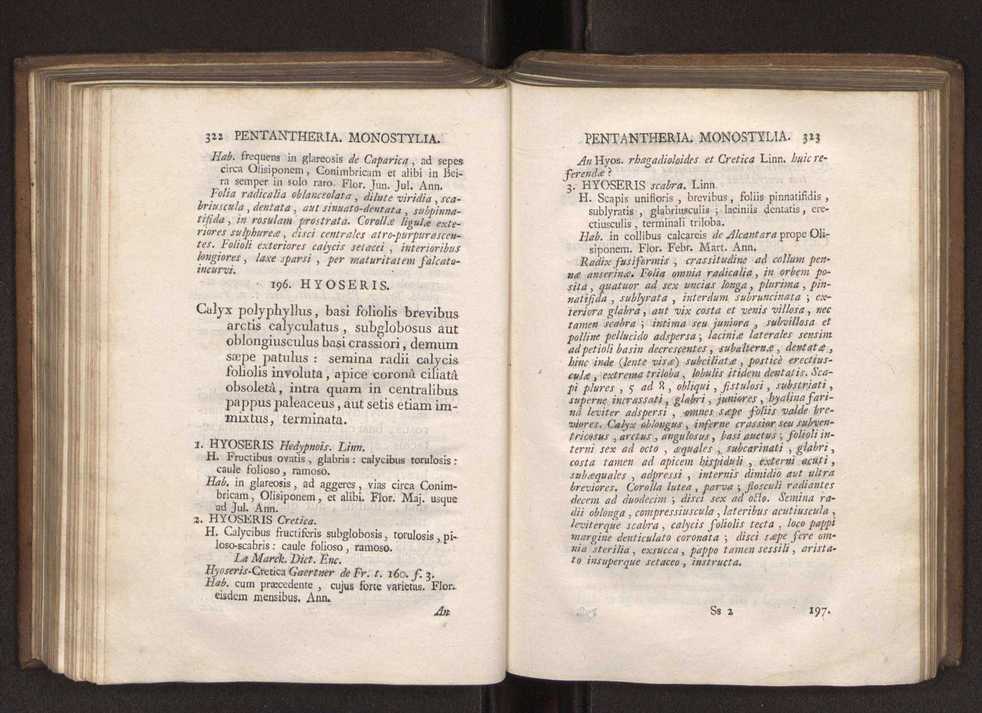 322 PENTANTHERIA. MONOSTYLIA.
Hab. frequens in glareosis de Caparica, ad sepes
circa Olisiponem, Conimbricam et alibi in Bei-
ra semper in solo raro. Flor. Jun. Jul. Ann.
Folia radicalia oblanceolata, dilute viridia, sca-
briuscula, dentata, aut sinuato-dentata, subpinna-
tifida, in rosulam prostrata. Corollæ ligulæ exte-
riores sulphureæ, disci centrales atro-purpurascen-
tes. Folioli exteriores calycis setacei, interioribus
longiores, laxe sparsi, per maturitatem falcato-
incurvi.
196. HYOSERIS.
Calyx polyphyllus, basi foliolis brevibus
arctis calyculatus, subglobosus aut
oblongiusculus basi crassiori, demum
sæpe patulus: semina radii calycis
foliolis involuta, apice coronâ ciliatâ
obsoletâ, intra quam in centralibus
pappus paleaceus, aut setis etiam im-
mixtus, terminata.
1. HYOSERIS Hedypnois. Linn.
H. Fructibus ovatis, glabris: calycibus torulosis:
caule folioso, ramoso.
Hab. in glareosis, ad aggeres, vias circa Conim-
bricam, Olisiponem, et alibi. Flor. Maj. usque
ad Jul. Ann.
2. HYOSERIS Cretica.
H. Calycibus fructiferis subglobosis, torulosis, pi-
loso-scabris: caule folioso, ramoso.
La Marck. Dict. Enc.
Hyoseris-Cretica Gaertner de Fr. t. 160. f. 3.
Hab. cum præcedente, cujus forte varietas. Flor.
eisdem mensibus. Ann.
An
PENTANTHERIA. MONOSTYLIA. 323
An Hyos. rhagadioloides et Cretica Linn. huic re-
ferendæ?
3. HYOSERIS scabra. Linn
H. Scapis unifloris, brevibus, foliis pinnatifidis,
sublyratis, glabriusculis; laciniis dentatis, ere-
ctiusculis, terminali triloba.
Hab. in collibus calcareis de Alcantara prope Oli-
siponem. Flor. Febr. Mart. Ann.
Radix fusiformis, crassitudine ad collum pen-
næ anserinæ. Folia omnia radicalia, in orbem po-
sita, quatuor ad sex uncias longa, plurima, pin-
natifida, sublyrata, interdum subruncinata; ex-
teriora glabra, aut vix costa et venis villosa, nec
tamen scabra; intima seu juniora, subvillosa et
polline pellucido adspersa; laciniæ laterales sensim
ad petioli basin decrescentes, subalternæ, dentatæ,
hinc inde (lente visæ) subciliatæ, posticè erectius-
culæ, extrema triloba, lobulis itidem dentatis. Sca-
pi plures, 5 ad 8, obliqui, fistulosi, substriati,
superne incrassati, glabri, juniores, hyalina fari-
nâ leviter adspersi, omnes sæpe foliis valde bre-
viores. Calyx oblongus, inferne crassior seu subven-
tricosus, arctus, angulosus, basi auctus; folioli in-
terni sex ad octo, æquales, subcarinati, glabri,
costa tamen ad apicem hispiduli, externi acuti,
subæquales, adpressi, internis dimidio aut ultra
breviores. Corolla lutea, parva; flosculi radiantes
decem ad duodecim; disci sex ad octo. Semina ra-
dii oblonga, compressiuscula, lateribus acutiuscula,
leviterque scabra, calycis foliolis tecta, loco pappi
margine denticulato coronata; disci sæpe fere om-
nia sterilia, exsucca, pappo tamen sessili, arista-
to insuperque setaceo, instructa.
Ss 2 197.